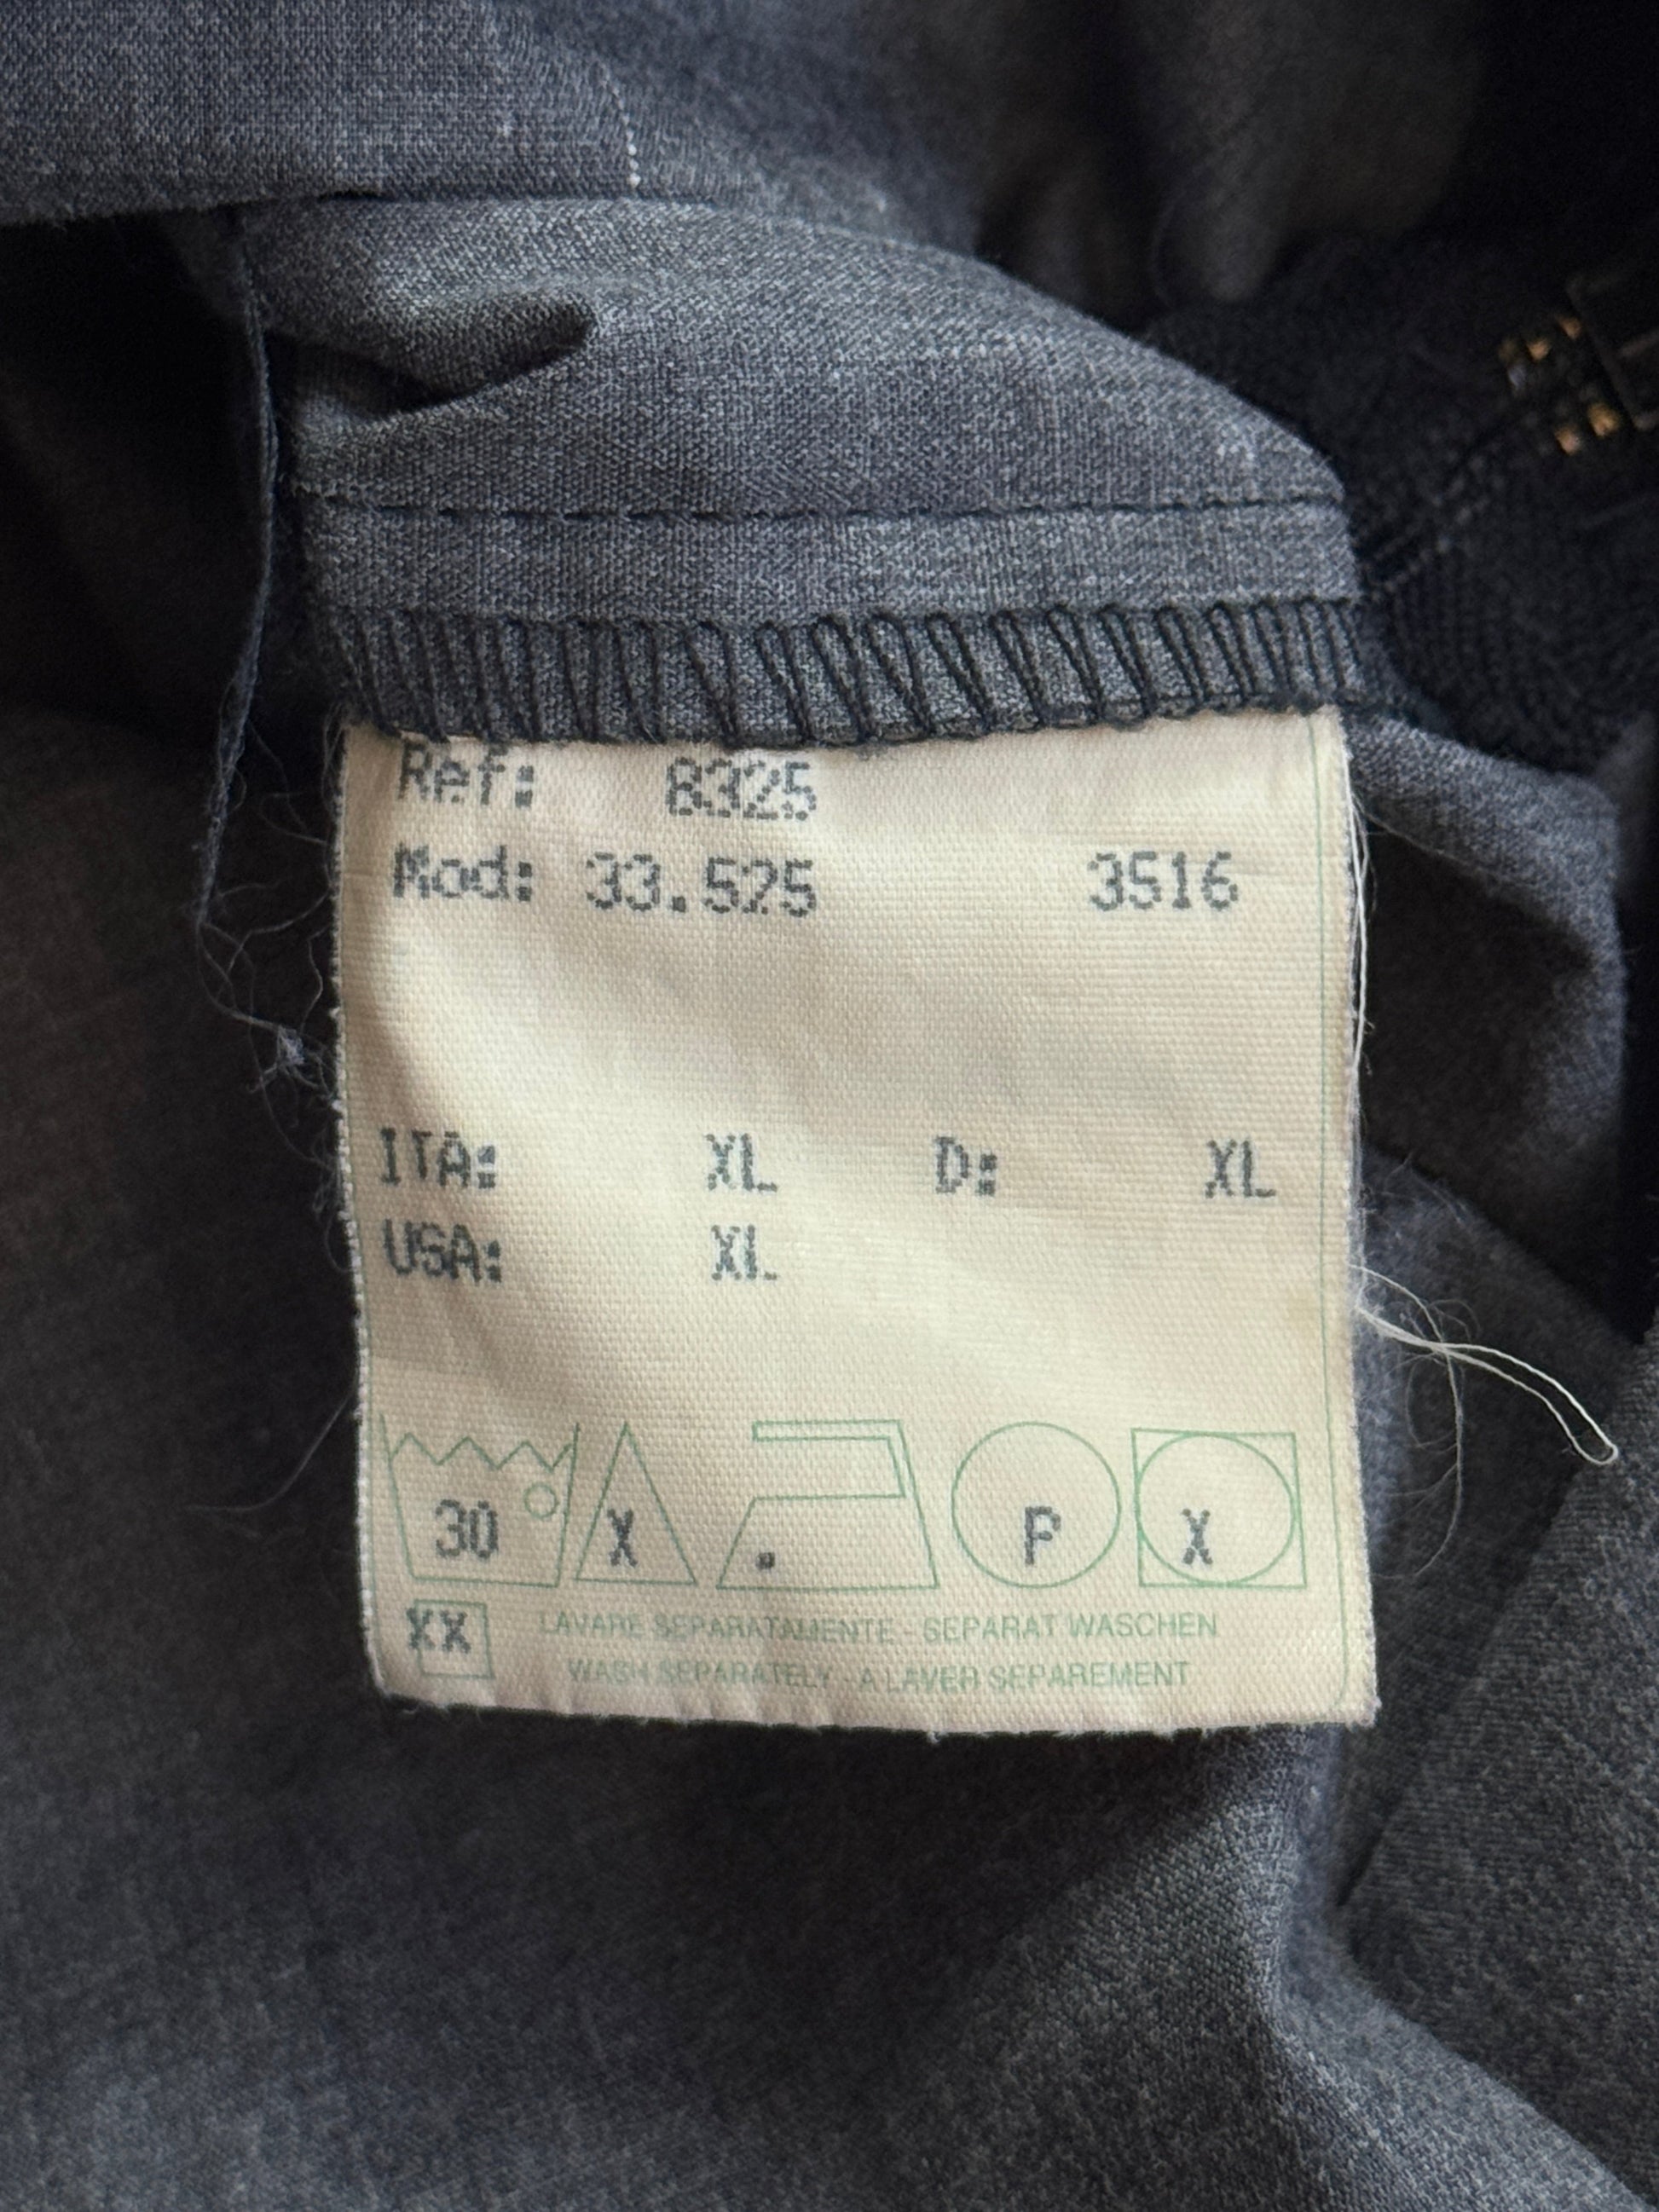 Ref: 8325
Mod: 33.525 3516
ITA: XL D: XL
USA: XL
30 X . P X
XX LAVARE SEPARATAMENTE - SEPARAT WASCHEN
WASH SEPARATELY - A LAVER SEPAREMENT